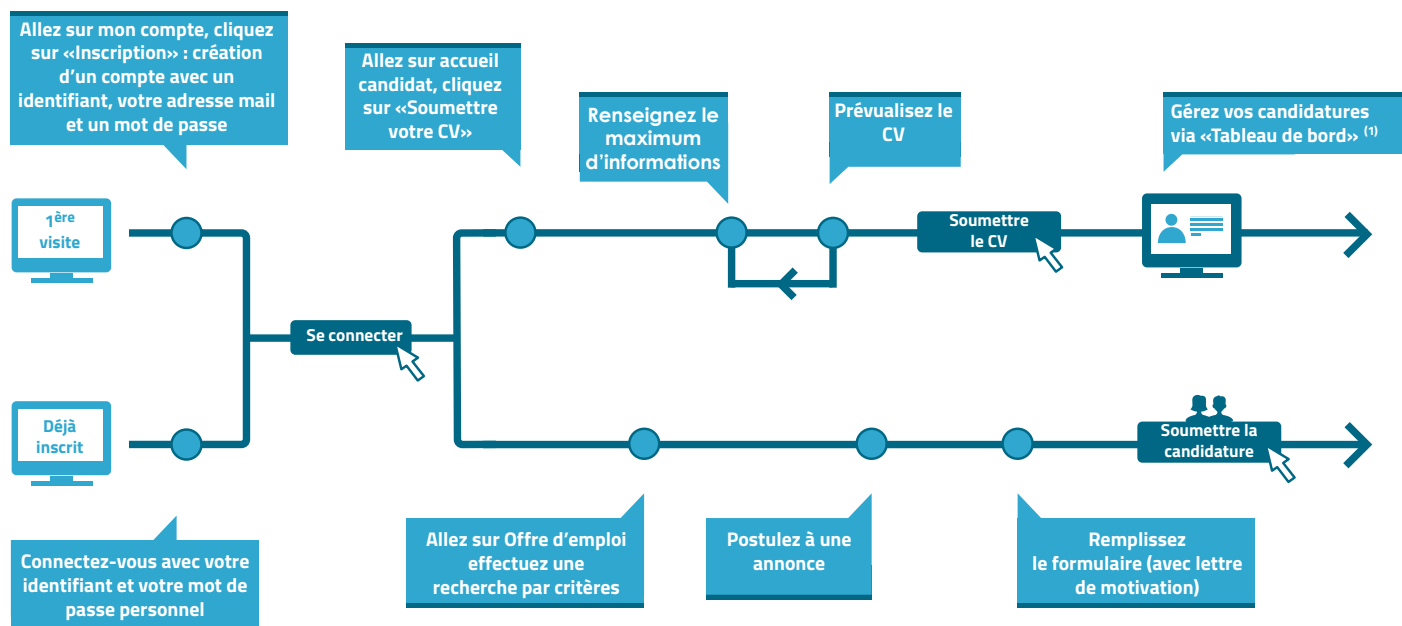 Allez sur mon compte, cliquez
sur «Inscription» : création
d'un compte avec un
identifiant, votre adresse mail
et un mot de passe
Allez sur accueil
candidat, cliquez
sur «Soumettre
votre CV»
Renseignez le
maximum
d'informations
Prévualisez le
CV
Gérez vos candidatures
via «Tableau de bord» (1)
1ère
visite
Soumettre
le CV
Se connecter
Déjà
inscrit
Soumettre la
candidature
Connectez-vous avec votre
identifiant et votre mot de
passe personnel
Allez sur Offre d'emploi
effectuez une
recherche par critères
Postulez à une
annonce
Remplissez
le formulaire (avec lettre
de motivation)